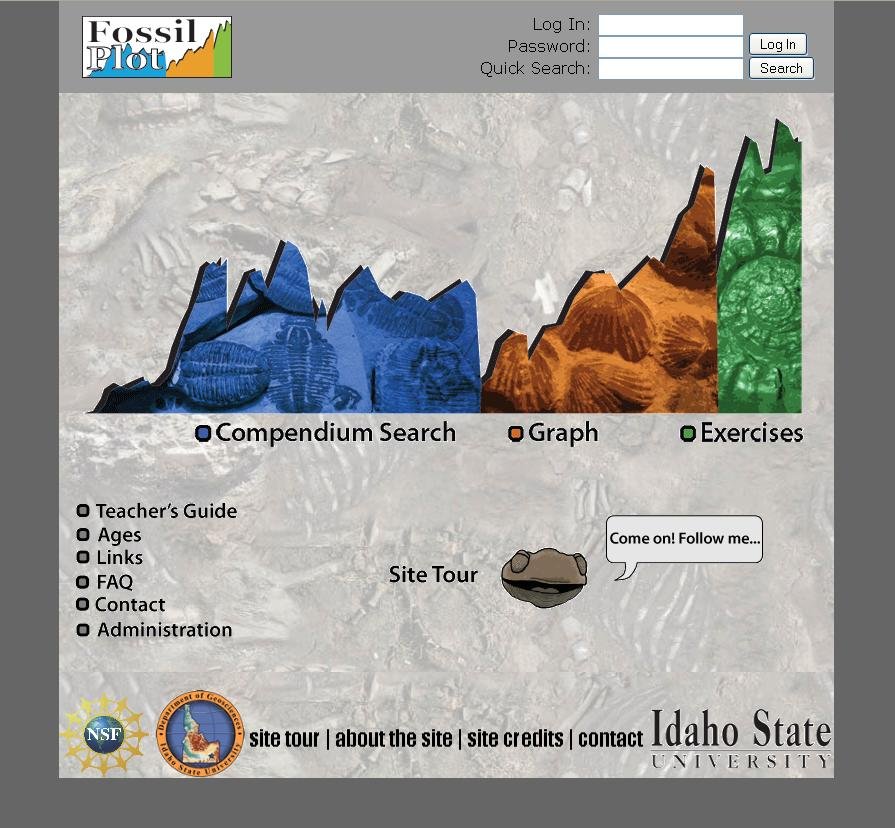 Fossil
Plot
Log In:
Password:
Log In
Quick Search:
Search
Compendium Search
Graph
Exercises
Teacher's Guide
Ages
Links
FAQ
Contact
Administration
Site Tour
Come on! Follow me...
NSF
Department of Geosciences
Idaho State University
site tour | about the site | site credits | contact
Idaho State
UNIVERSITY